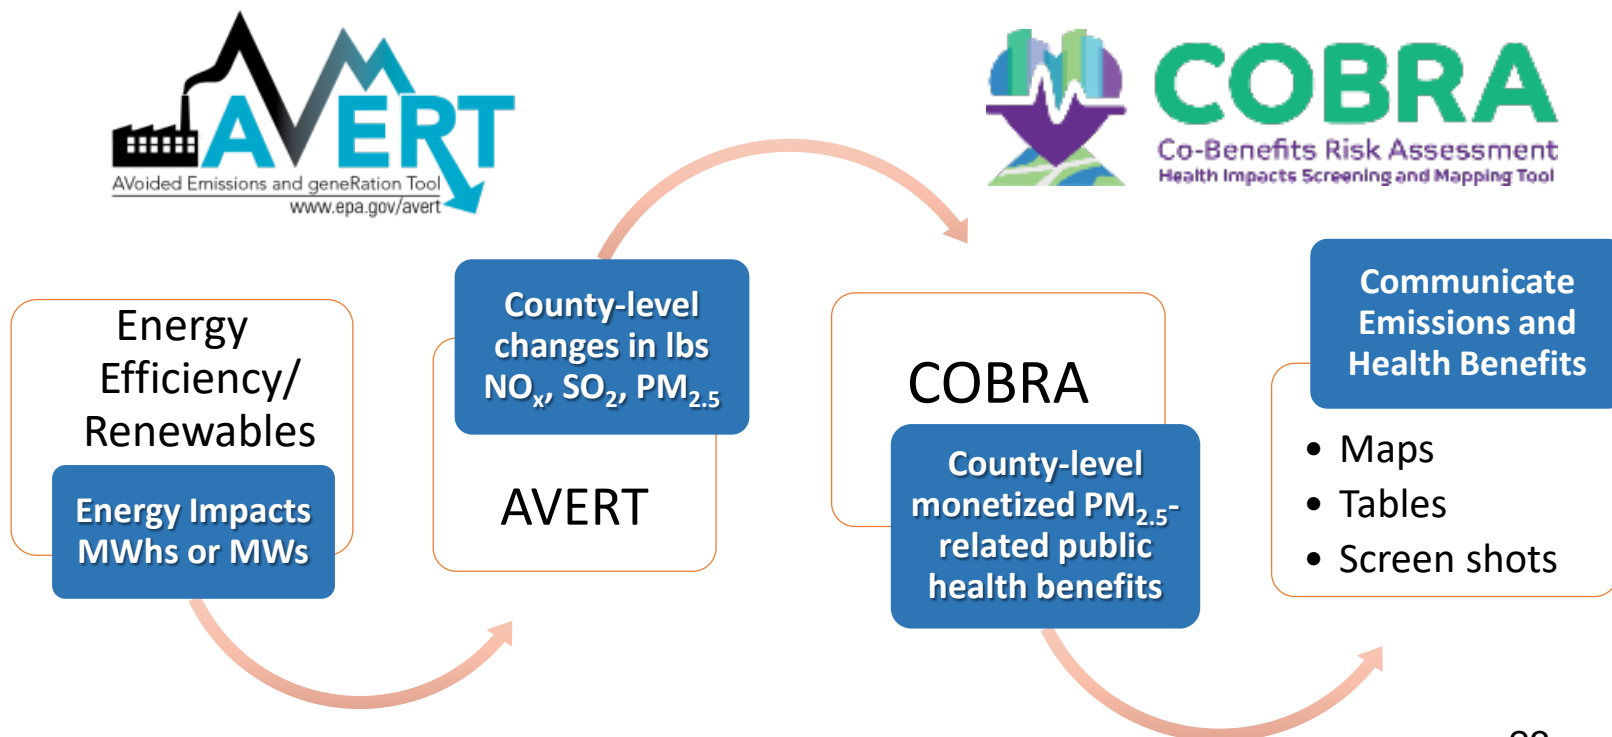 AVERT
AVoided Emissions and geneRation Tool
www.epa.gov/avert
COBRA
Co-Benefits Risk Assessment
Health Impacts Screening and Mapping Tool
Energy
Efficiency/
Renewables
Energy Impacts
MWhs or MWs
County-level
changes in lbs
NOₓ, SO₂, PM₂.₅
AVERT
COBRA
County-level
monetized PM₂.₅-
related public
health benefits
Communicate
Emissions and
Health Benefits
• Maps
• Tables
• Screen shots